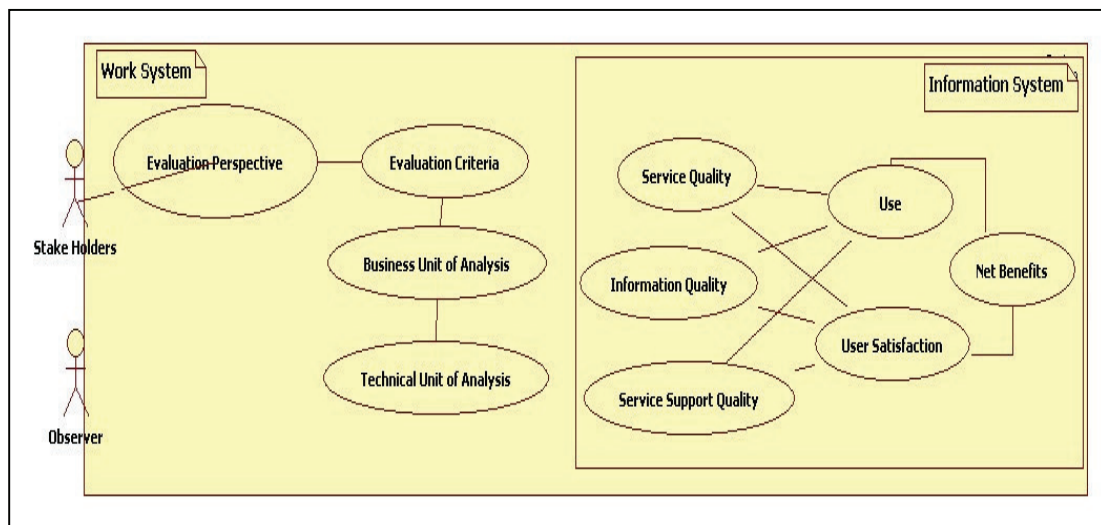 Work System
Information System
Evaluation Perspective
Evaluation Criteria
Service Quality
Use
Stake Holders
Business Unit of Analysis
Information Quality
Net Benefits
User Satisfaction
Technical Unit of Analysis
Service Support Quality
Observer